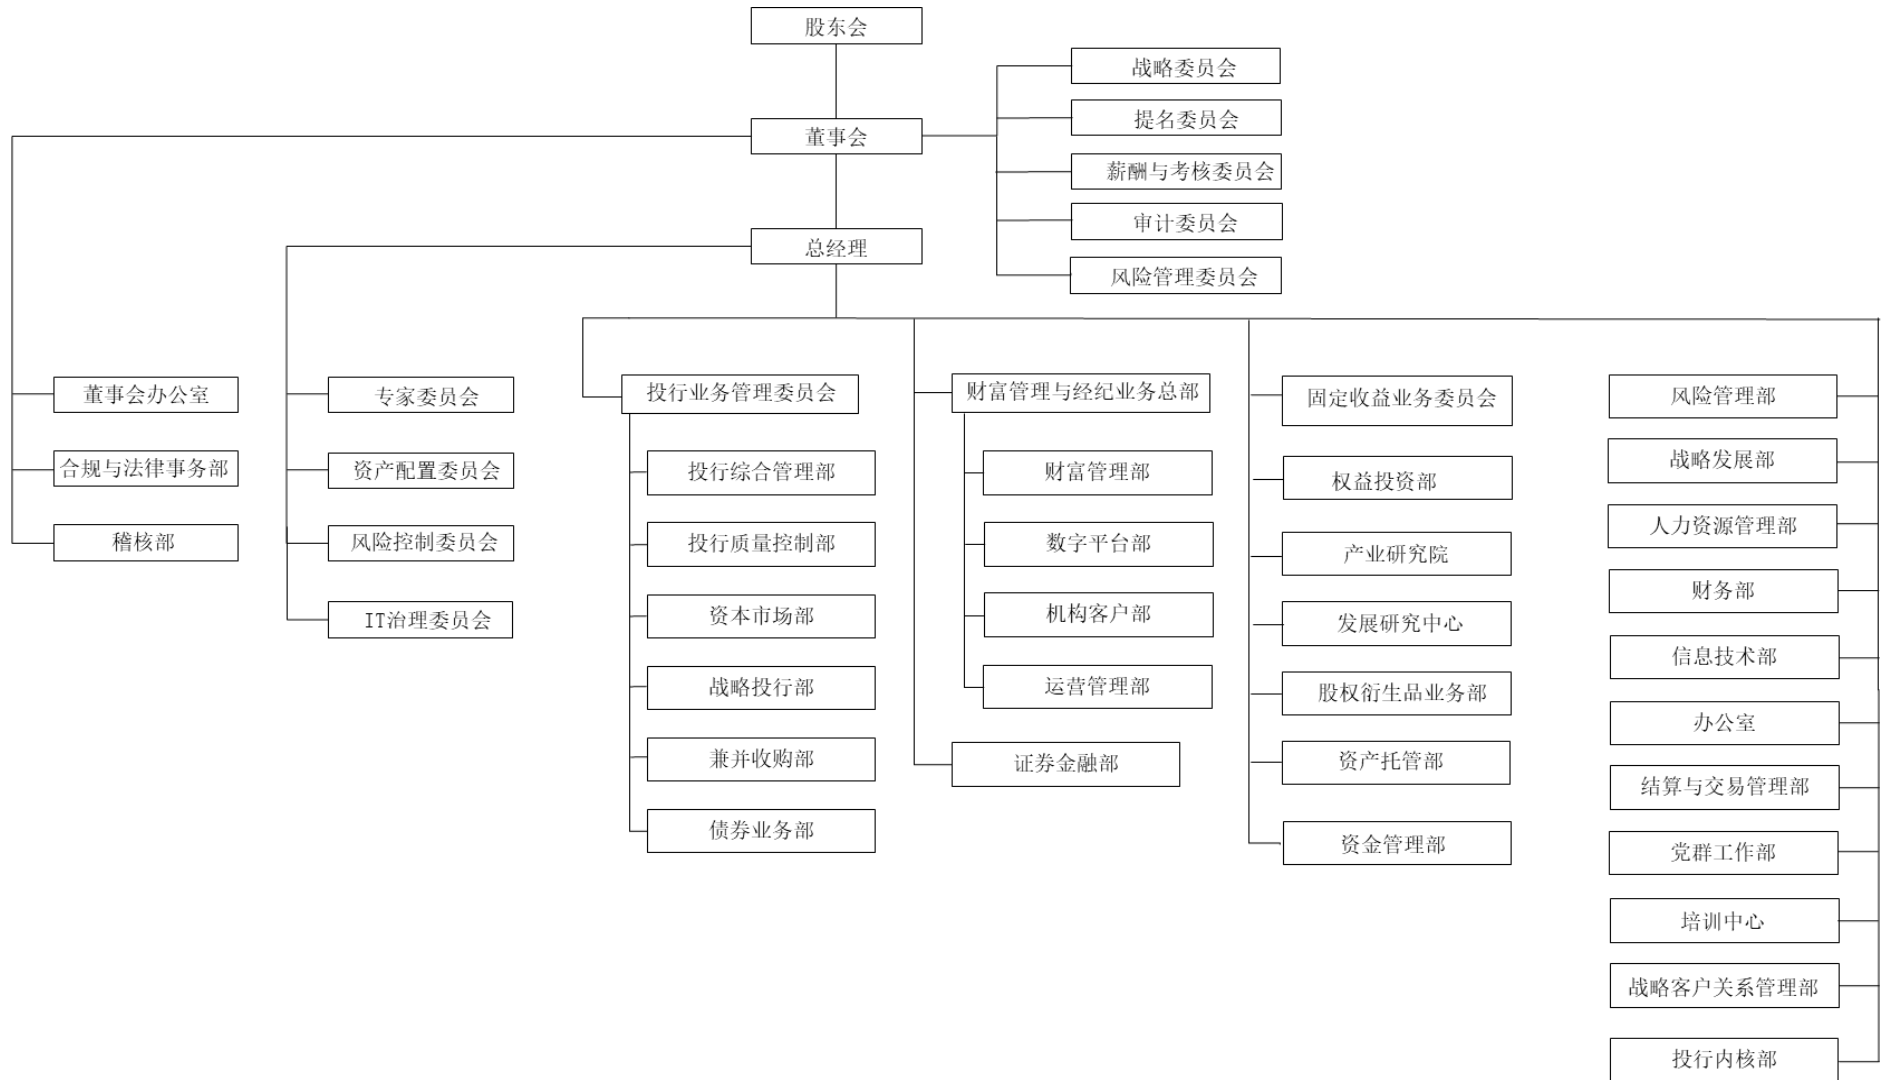 股东会
董事会
战略委员会
提名委员会
薪酬与考核委员会
审计委员会
风险管理委员会
总经理
董事会办公室
合规与法律事务部
稽核部
专家委员会
资产配置委员会
风险控制委员会
IT治理委员会
投行业务管理委员会
投行综合管理部
投行质量控制部
资本市场部
战略投行部
兼并收购部
债券业务部
财富管理与经纪业务总部
财富管理部
数字平台部
机构客户部
运营管理部
证券金融部
固定收益业务委员会
权益投资部
产业研究院
发展研究中心
股权衍生品业务部
资产托管部
资金管理部
风险管理部
战略发展部
人力资源管理部
财务部
信息技术部
办公室
结算与交易管理部
党群工作部
培训中心
战略客户关系管理部
投行内核部